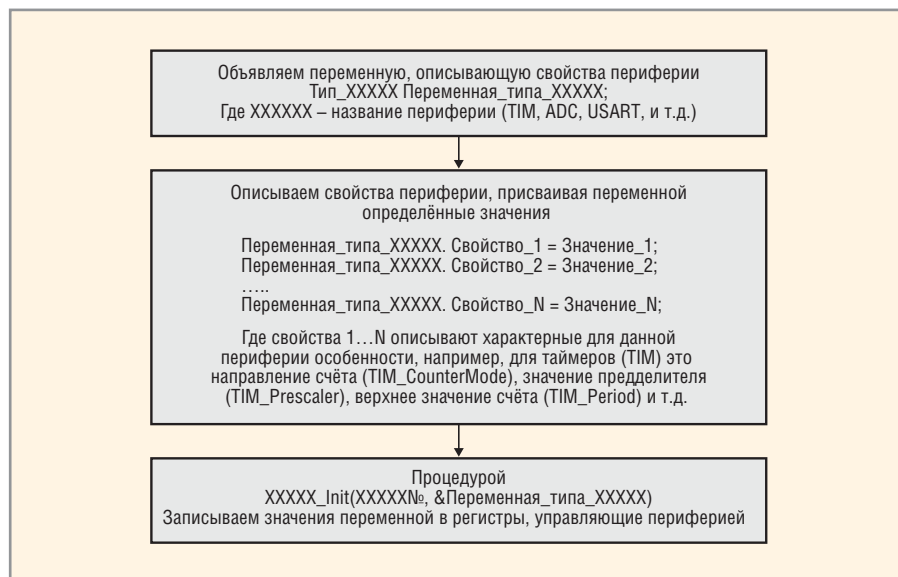 Объявляем переменную, описывающую свойства периферии
Тип_XXXXX Переменная_типа_XXXXX;
Где XXXXXX – название периферии (TIM, ADC, USART, и т.д.)
Описываем свойства периферии, присваивая переменной
определённые значения
Переменная_типа_XXXXX. Свойство_1 = Значение_1;
Переменная_типа_XXXXX. Свойство_2 = Значение_2;
…..
Переменная_типа_XXXXX. Свойство_N = Значение_N;
Где свойства 1…N описывают характерные для данной
периферии особенности, например, для таймеров (TIM) это
направление счёта (TIM_CounterMode), значение предделителя
(TIM_Prescaler), верхнее значение счёта (TIM_Period) и т.д.
Процедурой
XXXXX_Init(XXXXX№, &Переменная_типа_XXXXX)
Записываем значения переменной в регистры, управляющие периферией